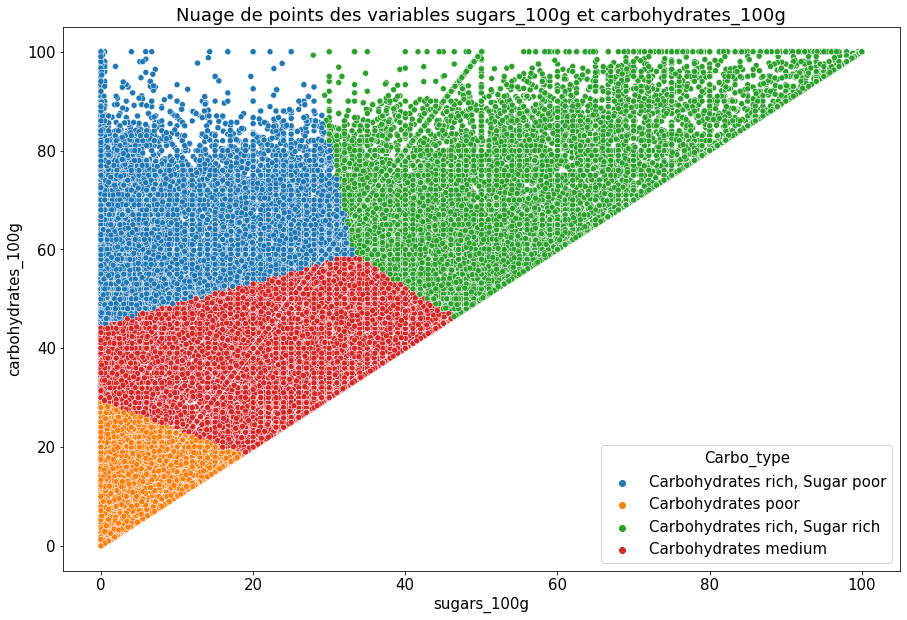 Nuage de points des variables sugars_100g et carbohydrates_100g
carbohydrates_100g
100
80
60
40
20
0
0 20 40 60 80 100
sugars_100g
Carbo_type
Carbohydrates rich, Sugar poor
Carbohydrates poor
Carbohydrates rich, Sugar rich
Carbohydrates medium